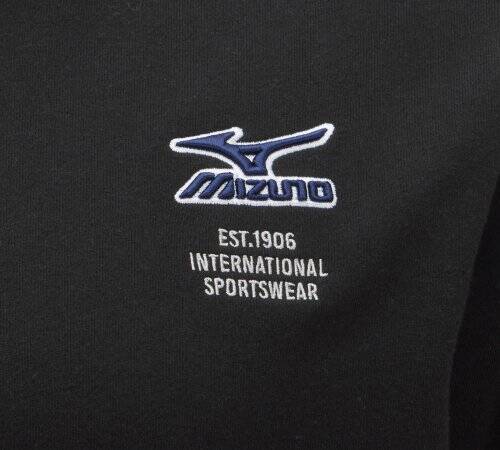 MIZUNO
EST.1906
INTERNATIONAL
SPORTSWEAR